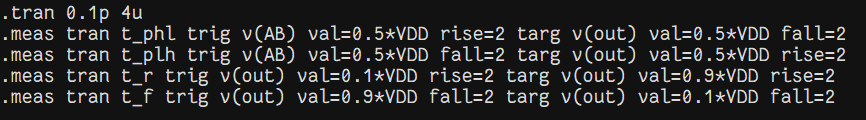 .tran 0.1p 4u
.meas tran t_phl trig v(AB) val=0.5*VDD rise=2 targ v(out) val=0.5*VDD fall=2
.meas tran t_plh trig v(AB) val=0.5*VDD fall=2 targ v(out) val=0.5*VDD rise=2
.meas tran t_r trig v(out) val=0.1*VDD rise=2 targ v(out) val=0.9*VDD rise=2
.meas tran t_f trig v(out) val=0.9*VDD fall=2 targ v(out) val=0.1*VDD fall=2